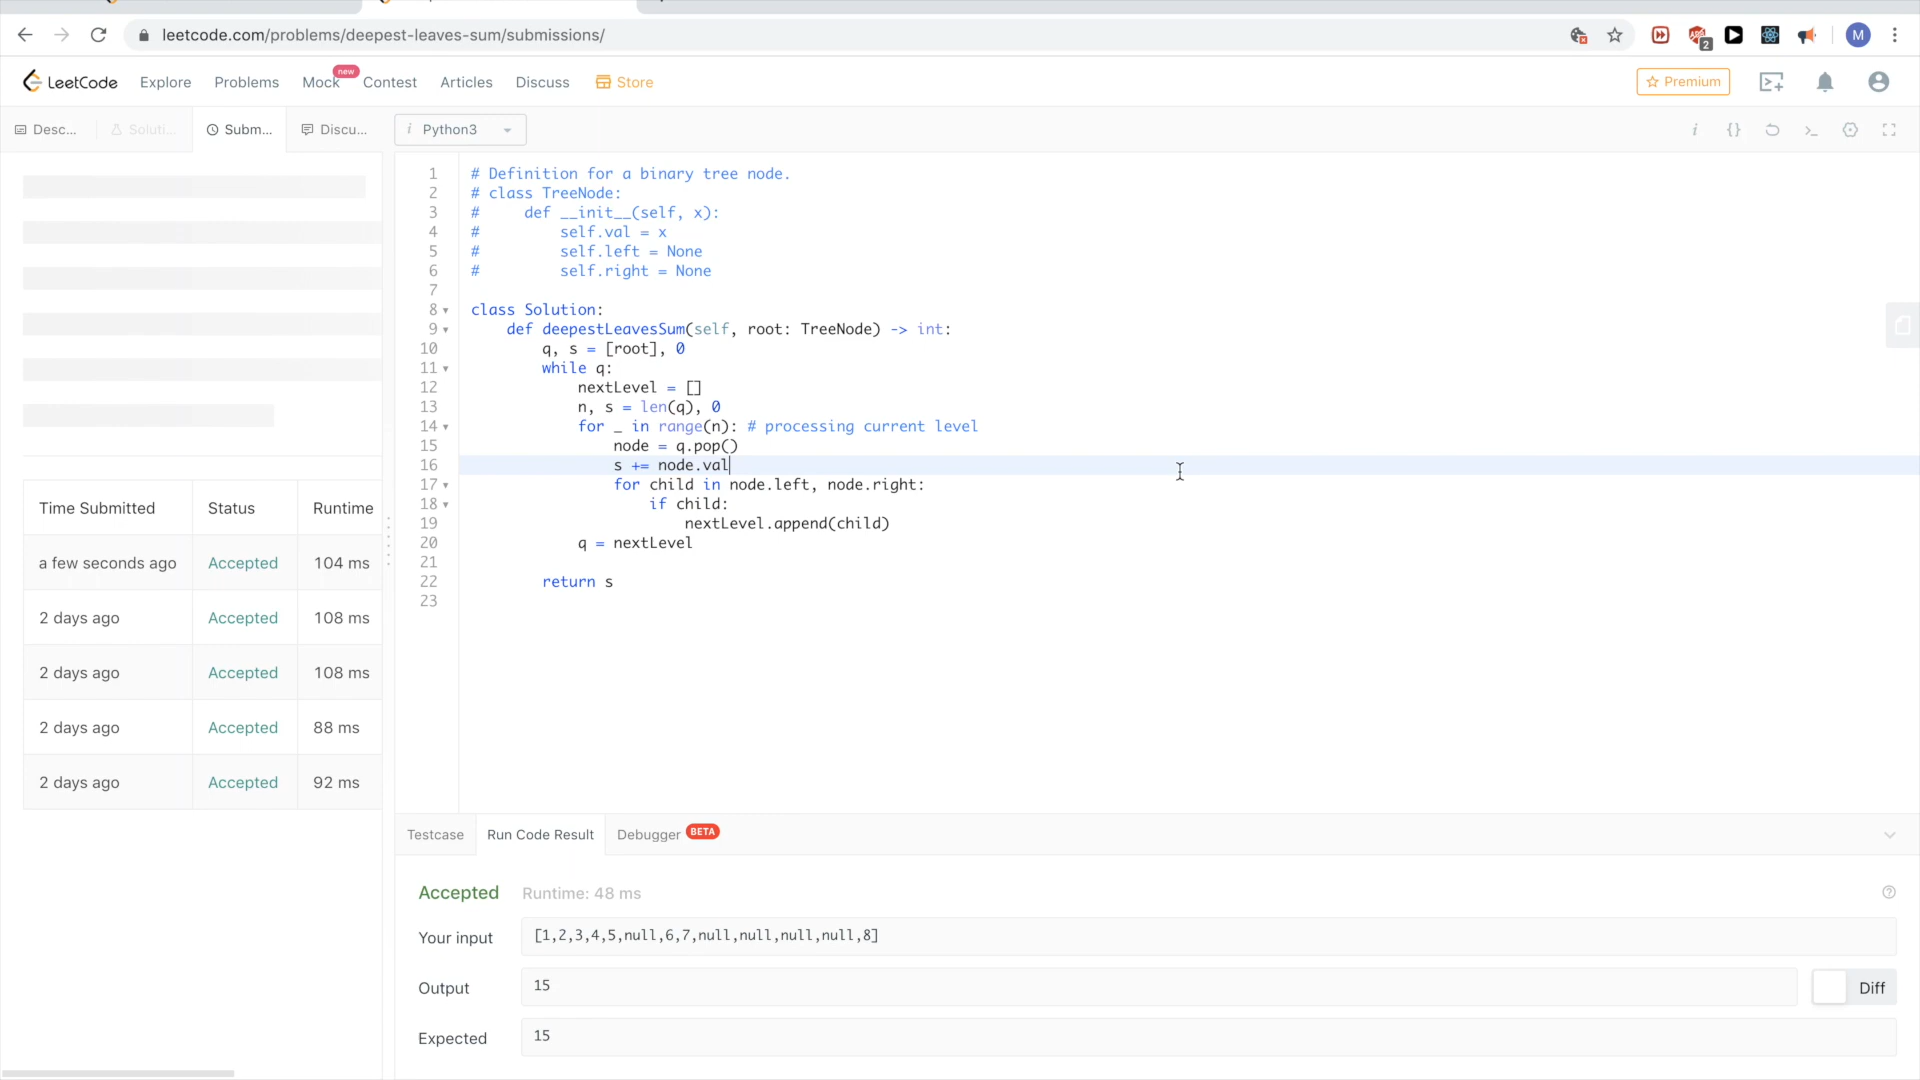 leetcode.com/problems/deepest-leaves-sum/submissions/
2
M
LeetCode
Explore
Problems
Mock
new
Contest
Articles
Discuss
Store
Premium
Desc...
Soluti...
Subm...
Discu...
i Python3
i
{}
>_
1 # Definition for a binary tree node.
2 # class TreeNode:
3 #     def __init__(self, x):
4 #         self.val = x
5 #         self.left = None
6 #         self.right = None
7
8 class Solution:
9     def deepestLeavesSum(self, root: TreeNode) -> int:
10         q, s = [root], 0
11         while q:
12             nextLevel = []
13             n, s = len(q), 0
14             for _ in range(n): # processing current level
15                 node = q.pop()
16                 s += node.val
17                 for child in node.left, node.right:
18                     if child:
19                         nextLevel.append(child)
20             q = nextLevel
21
22         return s
23
Time Submitted Status Runtime
a few seconds ago Accepted 104 ms
2 days ago Accepted 108 ms
2 days ago Accepted 108 ms
2 days ago Accepted 88 ms
2 days ago Accepted 92 ms
Testcase
Run Code Result
Debugger BETA
Accepted Runtime: 48 ms
Your input [1,2,3,4,5,null,6,7,null,null,null,null,8]
Output 15 Diff
Expected 15